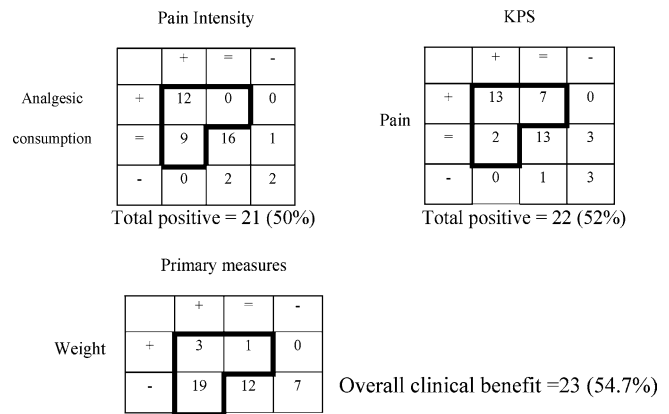 Pain Intensity
+ = -
Analgesic + 12 0 0
consumption = 9 16 1
- 0 2 2
Total positive = 21 (50%)
KPS
+ = -
+ 13 7 0
Pain
= 2 13 3
- 0 1 3
Total positive = 22 (52%)
Primary measures
+ = -
Weight + 3 1 0
- 19 12 7
Overall clinical benefit =23 (54.7%)